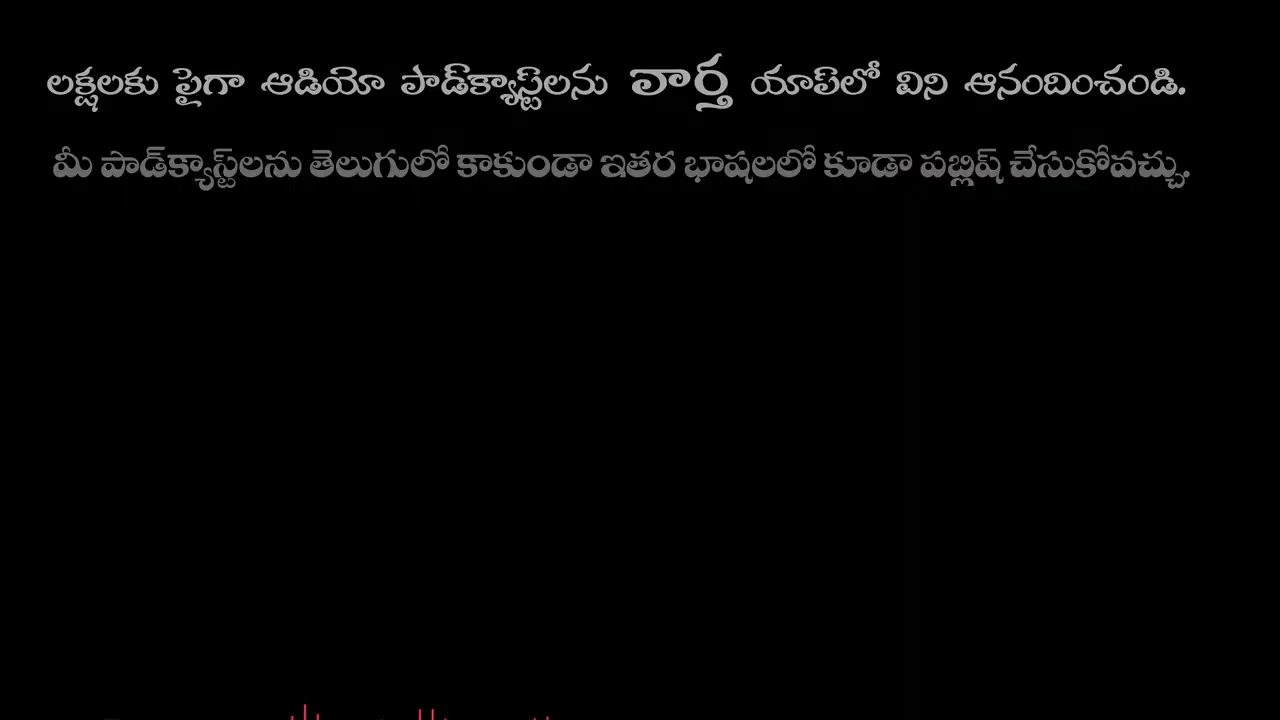 లక్షలకు పైగా ఆడియో పాడ్‌క్యాస్ట్‌లను వార్త యాప్‌లో విని ఆనందించండి.
మీ పాడ్‌క్యాస్ట్‌లను తెలుగులో కాకుండా ఇతర భాషలలో కూడా పబ్లిష్ చేసుకోవచ్చు.